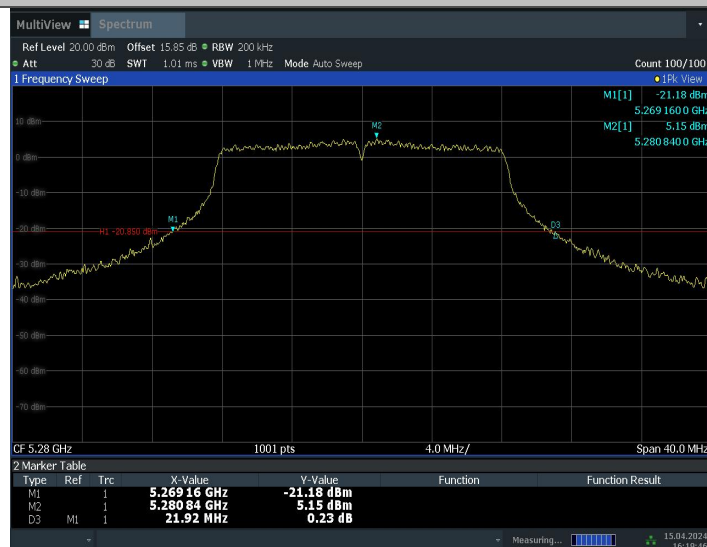 MultiView Spectrum
Ref Level 20.00 dBm Offset 15.85 dB RBW 200 kHz
Att 30 dB SWT 1.01 ms VBW 1 MHz Mode Auto Sweep Count 100/100
1 Frequency Sweep 1Pk View
M1[1] -21.18 dBm
5.269 160 0 GHz
M2[1] 5.15 dBm
5.280 840 0 GHz
10 dBm
M2
0 dBm
-10 dBm
M1
-20 dBm
H1 -20.850 dBm
D3
-30 dBm
-40 dBm
-50 dBm
-60 dBm
-70 dBm
CF 5.28 GHz 1001 pts 4.0 MHz/ Span 40.0 MHz
2 Marker Table
Type Ref Trc X-Value Y-Value Function Function Result
M1 1 5.269 16 GHz -21.18 dBm
M2 1 5.280 84 GHz 5.15 dBm
D3 M1 1 21.92 MHz 0.23 dB
Measuring... 15.04.2024